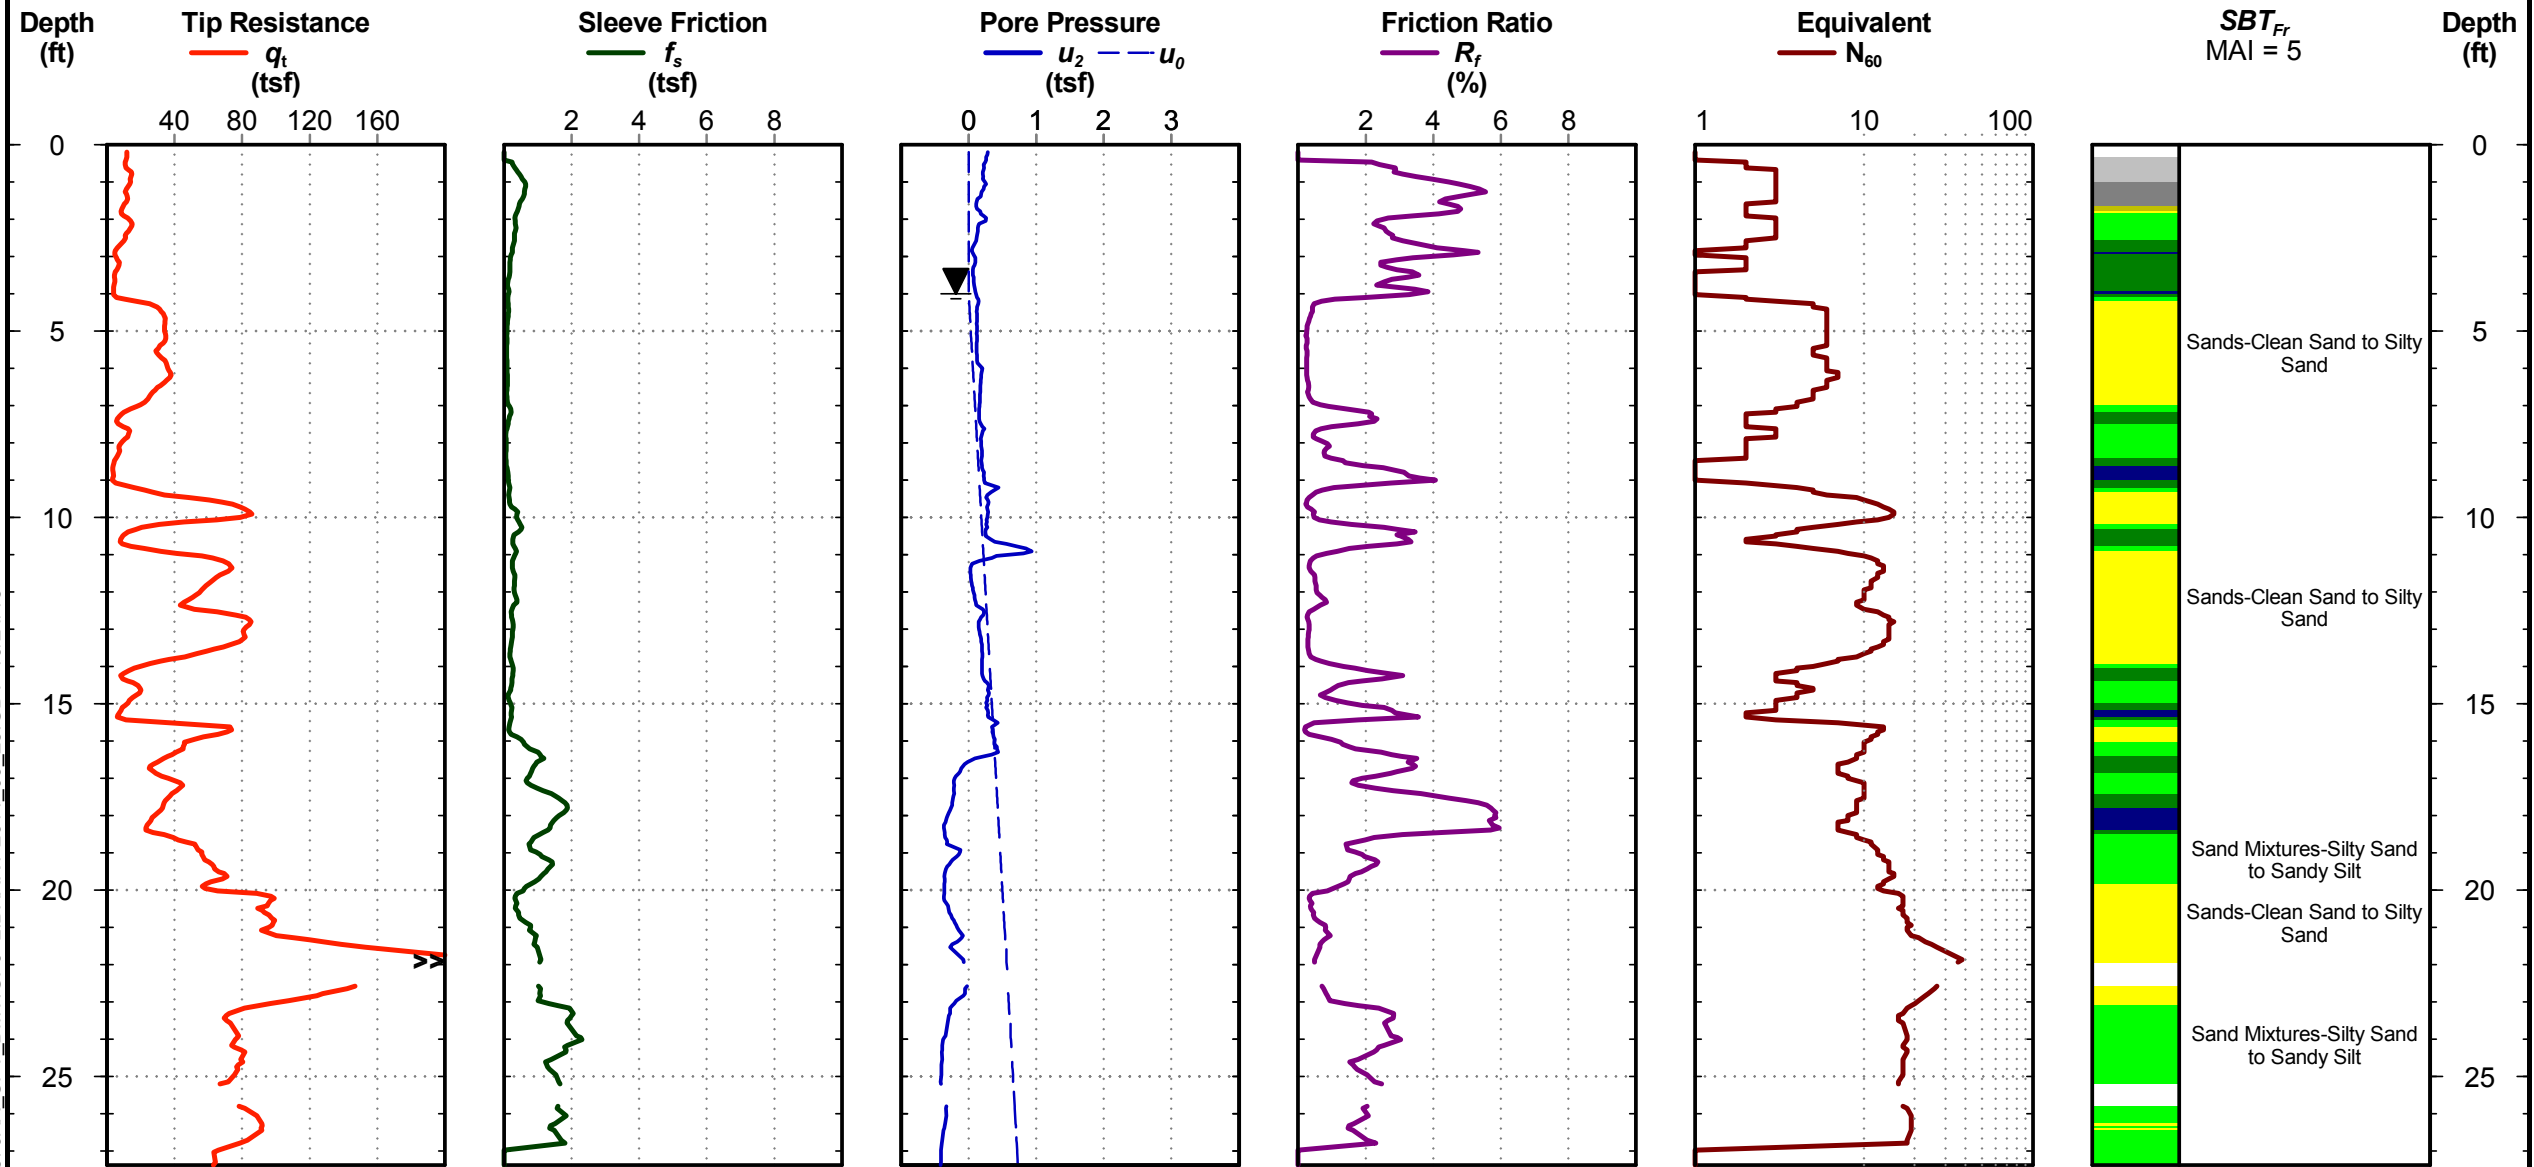 Depth
(ft)
Tip Resistance
qt
(tsf)
Sleeve Friction
fs
(tsf)
Pore Pressure
u2 u0
(tsf)
Friction Ratio
Rf
(%)
Equivalent
N60
SBTFr
MAI = 5
Depth
(ft)
40 80 120 160
2 4 6 8
0 1 2 3
2 4 6 8
1 10 100
0 0
5 5
Sands-Clean Sand to Silty
Sand
10 10
Sands-Clean Sand to Silty
Sand
15 15
Sand Mixtures-Silty Sand
to Sandy Silt
20 20
Sands-Clean Sand to Silty
Sand
>>
Sand Mixtures-Silty Sand
to Sandy Silt
25 25